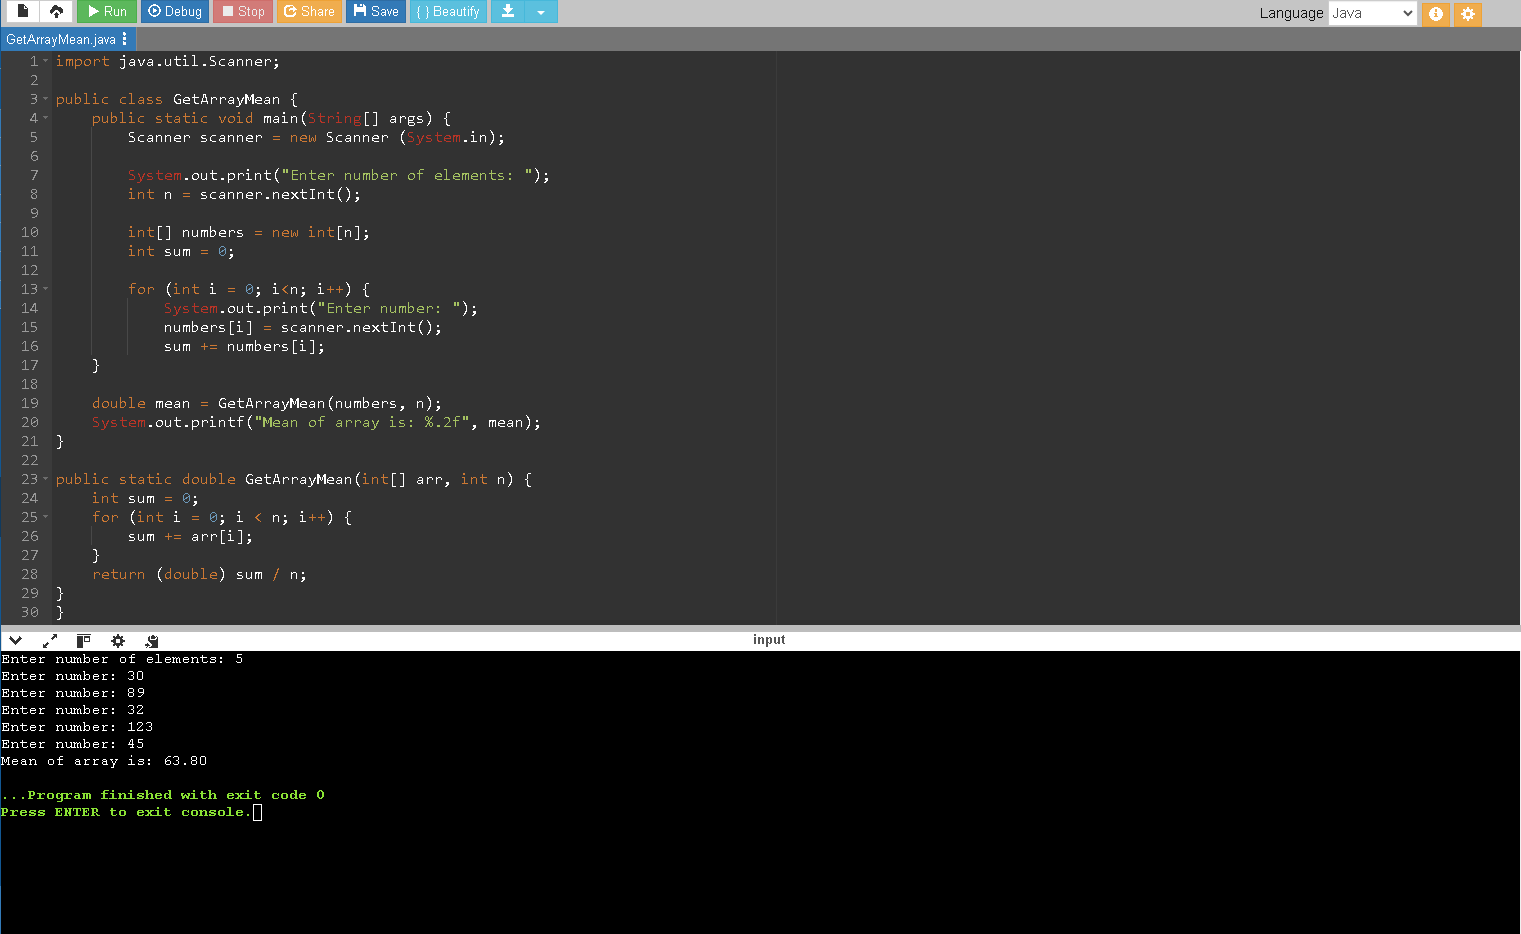 Run Debug Stop Share Save { } Beautify Language Java
GetArrayMean.java
1 import java.util.Scanner;
2
3 public class GetArrayMean {
4     public static void main(String[] args) {
5         Scanner scanner = new Scanner (System.in);
6
7         System.out.print("Enter number of elements: ");
8         int n = scanner.nextInt();
9
10         int[] numbers = new int[n];
11         int sum = 0;
12
13         for (int i = 0; i<n; i++) {
14             System.out.print("Enter number: ");
15             numbers[i] = scanner.nextInt();
16             sum += numbers[i];
17     }
18
19     double mean = GetArrayMean(numbers, n);
20     System.out.printf("Mean of array is: %.2f", mean);
21 }
22
23 public static double GetArrayMean(int[] arr, int n) {
24     int sum = 0;
25     for (int i = 0; i < n; i++) {
26         sum += arr[i];
27     }
28     return (double) sum / n;
29 }
30 }
input
Enter number of elements: 5
Enter number: 30
Enter number: 89
Enter number: 32
Enter number: 123
Enter number: 45
Mean of array is: 63.80
...Program finished with exit code 0
Press ENTER to exit console.